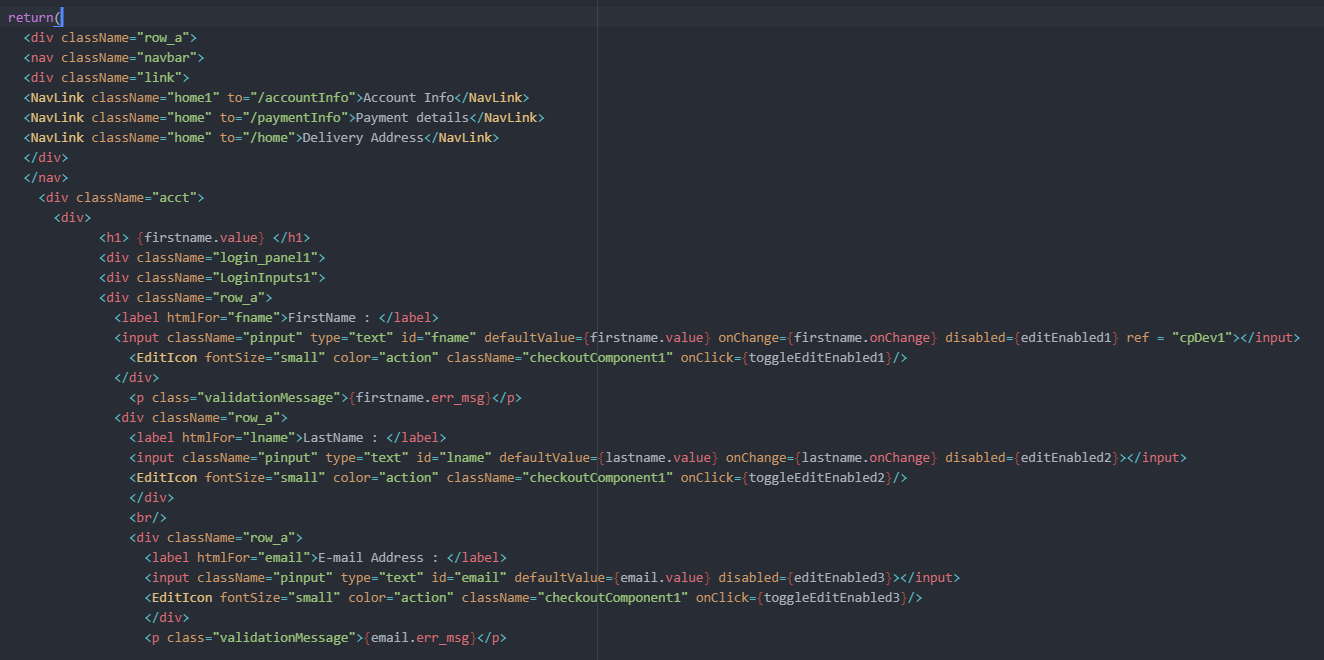 return(
<div className="row_a">
<nav className="navbar">
<div className="link">
<NavLink className="home1" to="/accountInfo">Account Info</NavLink>
<NavLink className="home" to="/paymentInfo">Payment details</NavLink>
<NavLink className="home" to="/home">Delivery Address</NavLink>
</div>
</nav>
<div className="acct">
<div>
<h1> {firstname.value} </h1>
<div className="login_panel1">
<div className="LoginInputs1">
<div className="row_a">
<label htmlFor="fname">FirstName : </label>
<input className="pinput" type="text" id="fname" defaultValue={firstname.value} onChange={firstname.onChange} disabled={editEnabled1} ref = "cpDev1"></input>
<EditIcon fontSize="small" color="action" className="checkoutComponent1" onClick={toggleEditEnabled1}/>
</div>
<p class="validationMessage">{firstname.err_msg}</p>
<div className="row_a">
<label htmlFor="lname">LastName : </label>
<input className="pinput" type="text" id="lname" defaultValue={lastname.value} onChange={lastname.onChange} disabled={editEnabled2}></input>
<EditIcon fontSize="small" color="action" className="checkoutComponent1" onClick={toggleEditEnabled2}/>
</div>
<br/>
<div className="row_a">
<label htmlFor="email">E-mail Address : </label>
<input className="pinput" type="text" id="email" defaultValue={email.value} disabled={editEnabled3}></input>
<EditIcon fontSize="small" color="action" className="checkoutComponent1" onClick={toggleEditEnabled3}/>
</div>
<p class="validationMessage">{email.err_msg}</p>